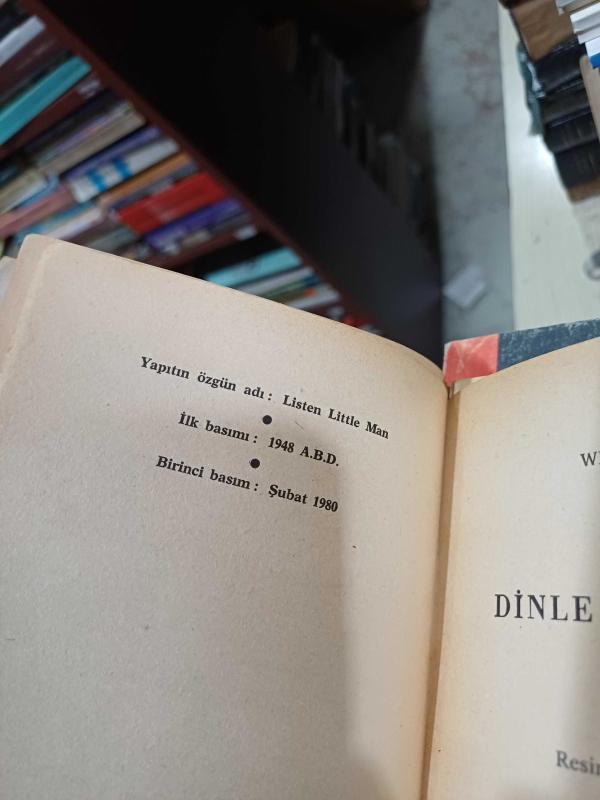 Yapıtın özgün adı : Listen Little Man
İlk basımı : 1948 A.B.D.
Birinci basım : Şubat 1980
DİNLE